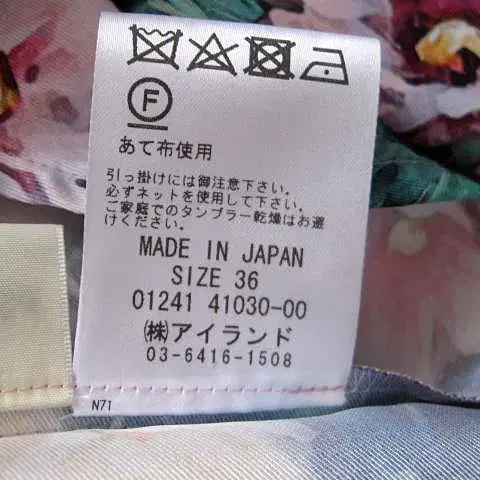 F
あて布使用
引っ掛けには御注意下さい。
必ずネットを使用して下さい。
ご家庭でのタンブラー乾燥はお避
けください。
MADE IN JAPAN
SIZE 36
01241 41030-00
㈱アイランド
03-6416-1508
N71